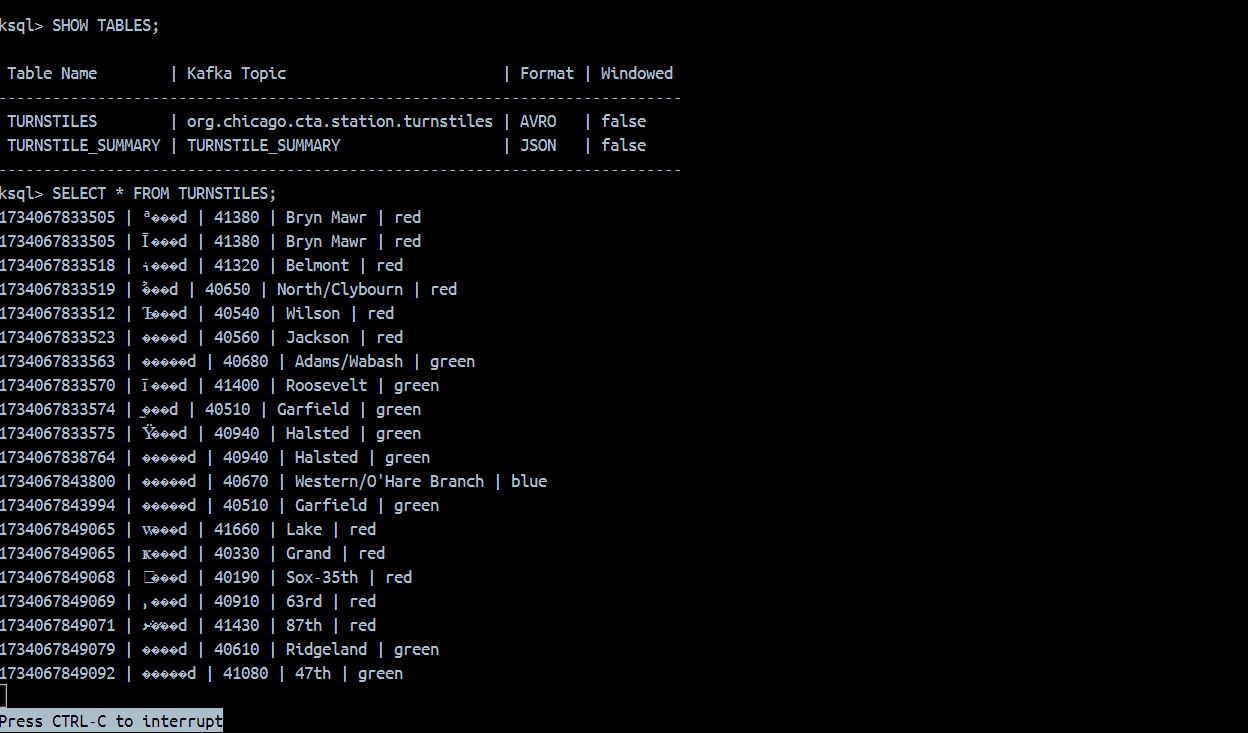 ksql> SHOW TABLES;
Table Name | Kafka Topic | Format | Windowed
TURNSTILES | org.chicago.cta.station.turnstiles | AVRO | false
TURNSTILE_SUMMARY | TURNSTILE_SUMMARY | JSON | false
ksql> SELECT * FROM TURNSTILES;
1734067833505 | ª���d | 41380 | Bryn Mawr | red
1734067833505 | Ī���d | 41380 | Bryn Mawr | red
1734067833518 | ���d | 41320 | Belmont | red
1734067833519 | ��d | 40650 | North/Clybourn | red
1734067833512 | ���d | 40540 | Wilson | red
1734067833523 | ����d | 40560 | Jackson | red
1734067833563 | �����d | 40680 | Adams/Wabash | green
1734067833570 | Ī���d | 41400 | Roosevelt | green
1734067833574 | ���d | 40510 | Garfield | green
1734067833575 | Ÿ���d | 40940 | Halsted | green
1734067838764 | �����d | 40940 | Halsted | green
1734067843800 | �����d | 40670 | Western/O'Hare Branch | blue
1734067843994 | �����d | 40510 | Garfield | green
1734067849065 | ���d | 41660 | Lake | red
1734067849065 | ���d | 40330 | Grand | red
1734067849068 | ���d | 40190 | Sox-35th | red
1734067849069 | ���d | 40910 | 63rd | red
1734067849071 | ���d | 41430 | 87th | red
1734067849079 | ����d | 40610 | Ridgeland | green
1734067849092 | �����d | 41080 | 47th | green
Press CTRL-C to interrupt